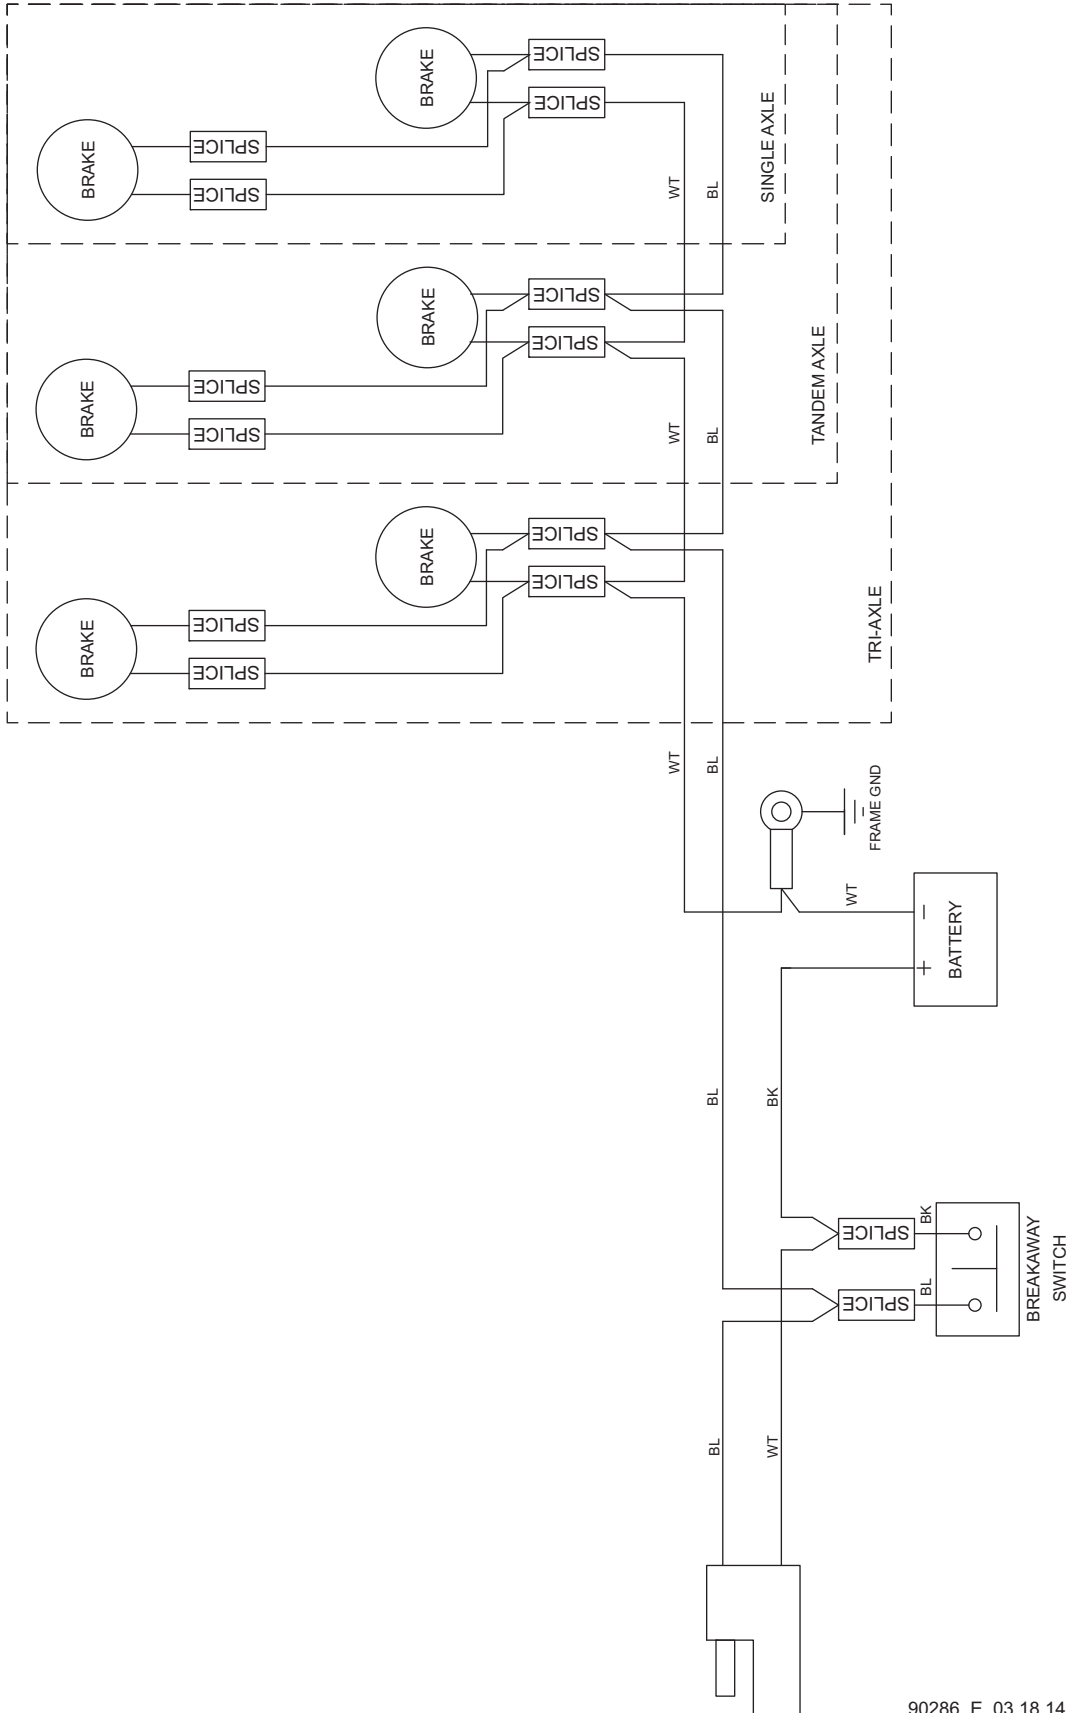 BRAKE
SPLICE
SPLICE
BRAKE
SPLICE
SPLICE
WT
BL
SINGLE AXLE
BRAKE
SPLICE
SPLICE
BRAKE
SPLICE
SPLICE
WT
BL
TANDEM AXLE
BRAKE
SPLICE
SPLICE
BRAKE
SPLICE
SPLICE
TRI-AXLE
WT
BL
FRAME GND
WT
–
+
BATTERY
BL
BK
SPLICE
BK
SPLICE
BL
BREAKAWAY
SWITCH
BL
WT
90286_E_03.18.14